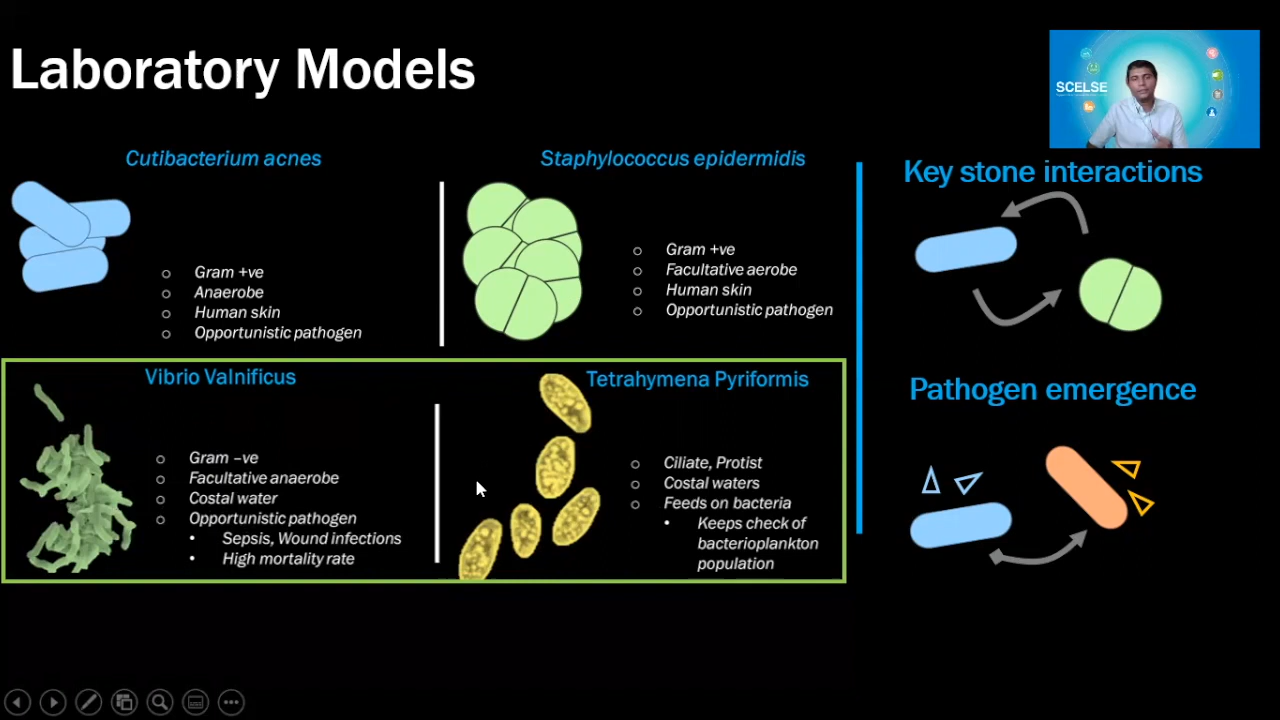 Laboratory Models
SCELSE
Cutibacterium acnes
Gram +ve
Anaerobe
Human skin
Opportunistic pathogen
Staphylococcus epidermidis
Gram +ve
Facultative aerobe
Human skin
Opportunistic pathogen
Vibrio Valnificus
Gram –ve
Facultative anaerobe
Costal water
Opportunistic pathogen
Sepsis, Wound infections
High mortality rate
Tetrahymena Pyriformis
Ciliate, Protist
Costal waters
Feeds on bacteria
Keeps check of
bacterioplankton
population
Key stone interactions
Pathogen emergence